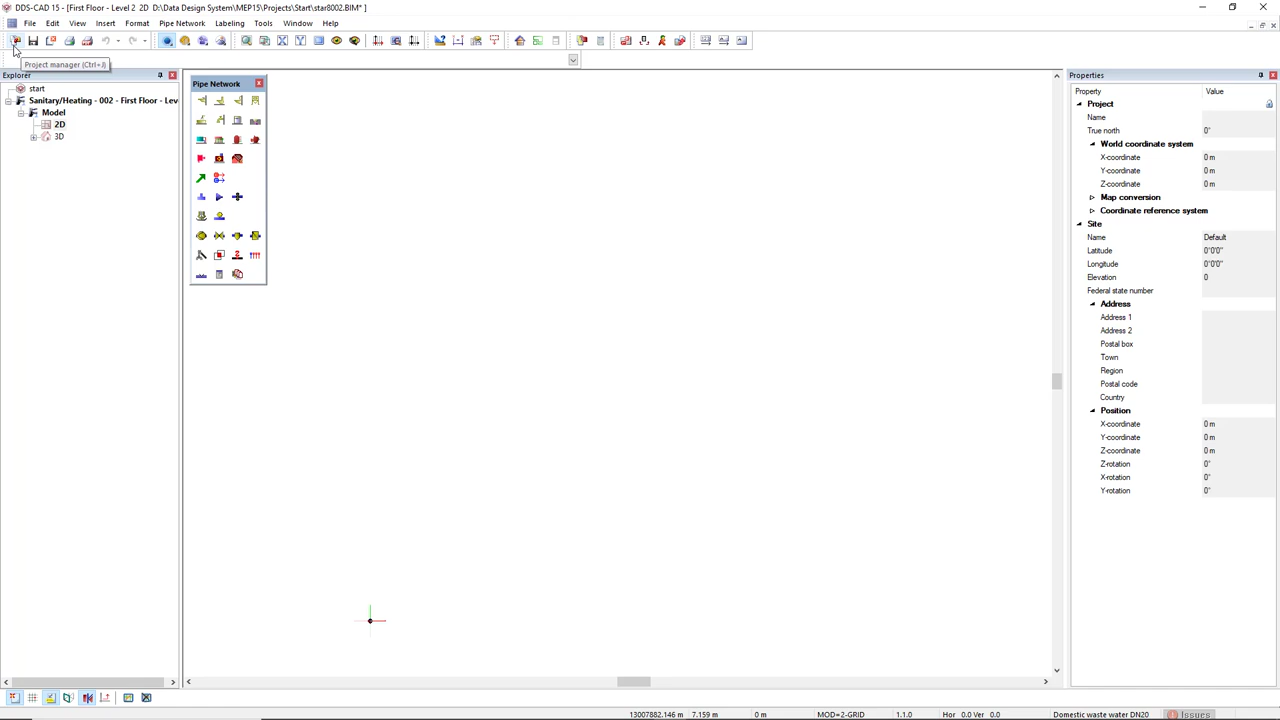 DDS-CAD 15 - [First Floor - Level 2  2D  D:\Data Design System\MEP15\Projects\Start\star8002.BIM* ]
File Edit View Insert Format Pipe Network Labeling Tools Window Help
Project manager (Ctrl+J)
Explorer
start
Sanitary/Heating - 002 - First Floor - Lev
Model
2D
3D
Pipe Network
Properties
Property Value
Project
Name
True north 0°
World coordinate system
X-coordinate 0 m
Y-coordinate 0 m
Z-coordinate 0 m
Map conversion
Coordinate reference system
Site
Name Default
Latitude 0°0'0"
Longitude 0°0'0"
Elevation 0
Federal state number
Address
Address 1
Address 2
Postal box
Town
Region
Postal code
Country
Position
X-coordinate 0 m
Y-coordinate 0 m
Z-coordinate 0 m
Z-rotation 0°
X-rotation 0°
Y-rotation 0°
13007882.146 m 7.159 m 0 m MOD=2-GRID 1.1.0 Hor 0.0 Ver 0.0 Domestic waste water DN20 Issues